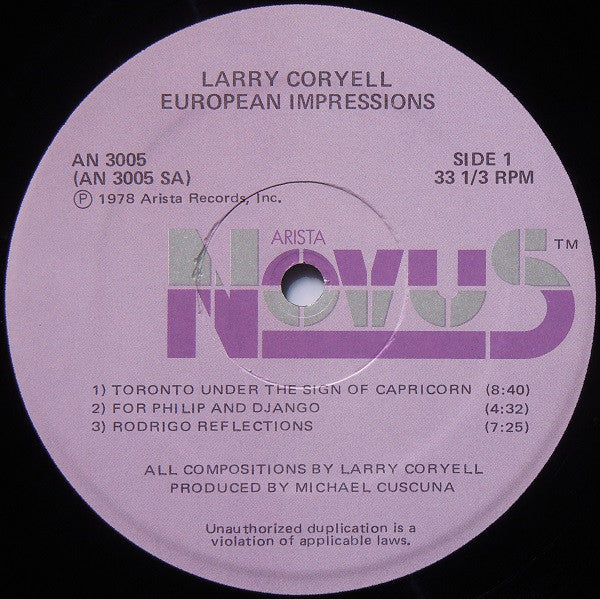 LARRY CORYELL
EUROPEAN IMPRESSIONS
AN 3005
(AN 3005 SA)
Ⓟ 1978 Arista Records, Inc.
SIDE 1
33 1/3 RPM
ARISTA
NOVUS™
1) TORONTO UNDER THE SIGN OF CAPRICORN (8:40)
2) FOR PHILIP AND DJANGO (4:32)
3) RODRIGO REFLECTIONS (7:25)
ALL COMPOSITIONS BY LARRY CORYELL
PRODUCED BY MICHAEL CUSCUNA
Unauthorized duplication is a
violation of applicable laws.